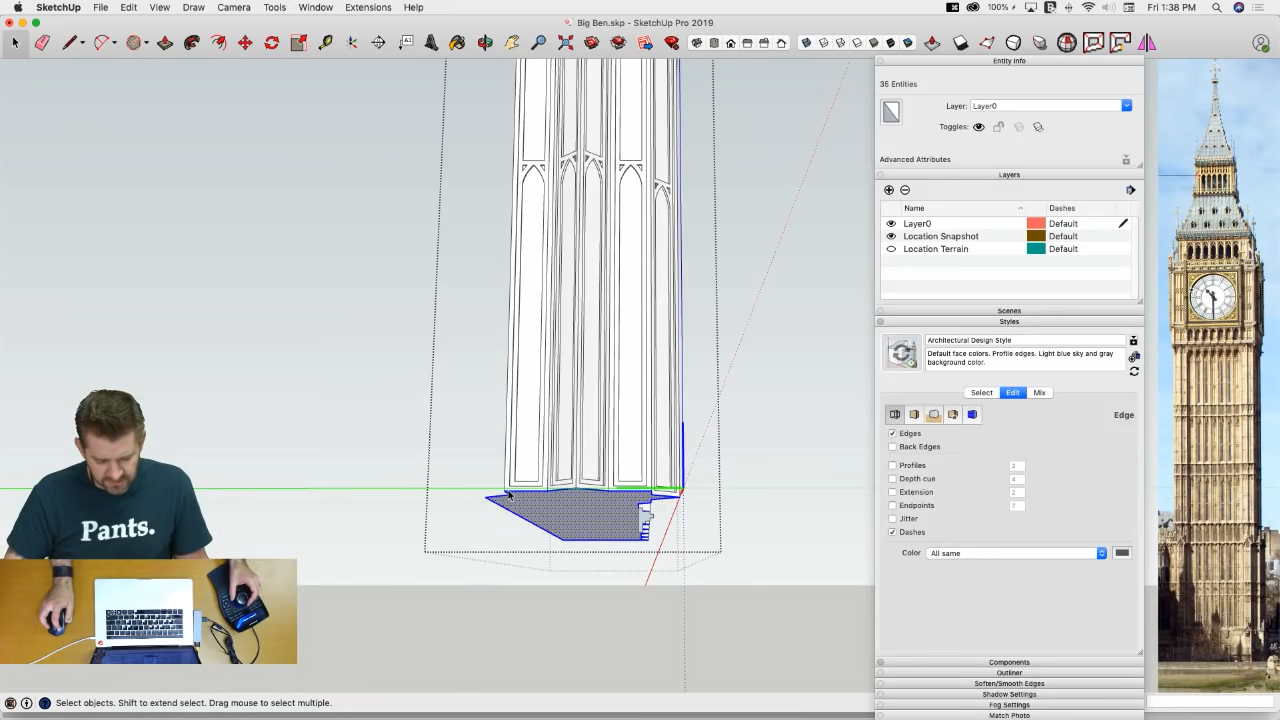 SketchUp File Edit View Camera Draw Tools Window Extensions Help 100% Fri 1:38 PM
Big Ben.skp - SketchUp Pro 2019
Entity Info
35 Entities
Layer: Layer0
Toggles:
Advanced Attributes
Layers
Name Dashes
Layer0 Default
Location Snapshot Default
Location Terrain Default
Scenes
Styles
Architectural Design Style
Default face colors. Profile edges. Light blue sky and gray
background color.
Select Edit Mix
Edge
Edges
Back Edges
Profiles 2
Depth cue 4
Extension 2
Endpoints 7
Jitter
Dashes
Color All same
Pants.
Components
Outliner
Soften/Smooth Edges
Shadow Settings
Fog Settings
Match Photo
Select objects. Shift to extend select. Drag mouse to select multiple.